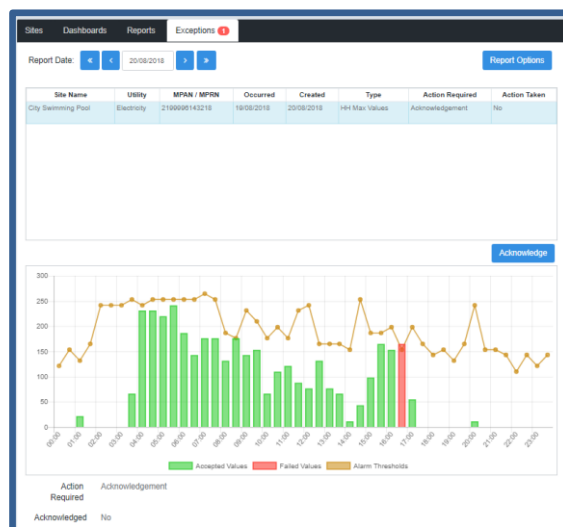 Sites Dashboards Reports Exceptions 1
Report Date: « ‹ 20/08/2018 › » Report Options
Site Name Utility MPAN / MPRN Occurred Created Type Action Required Action Taken
City Swimming Pool Electricity 2199996143218 19/08/2018 20/08/2018 HH Max Values Acknowledgement No
Acknowledge
300
250
200
150
100
50
0
00:00 01:00 02:00 03:00 04:00 05:00 06:00 07:00 08:00 09:00 10:00 11:00 12:00 13:00 14:00 15:00 16:00 17:00 18:00 19:00 20:00 21:00 22:00 23:00
Accepted Values Failed Values Alarm Thresholds
Action Acknowledgement
Required
Acknowledged No